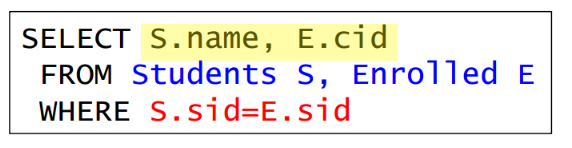 SELECT S.name, E.cid
FROM Students S, Enrolled E
WHERE S.sid=E.sid